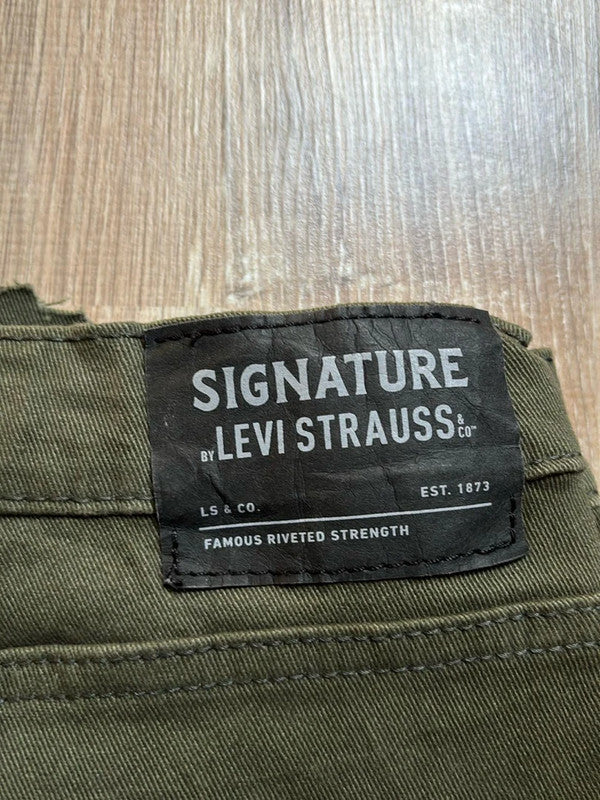 SIGNATURE
BY LEVI STRAUSS & CO™
LS & CO. EST. 1873
FAMOUS RIVETED STRENGTH